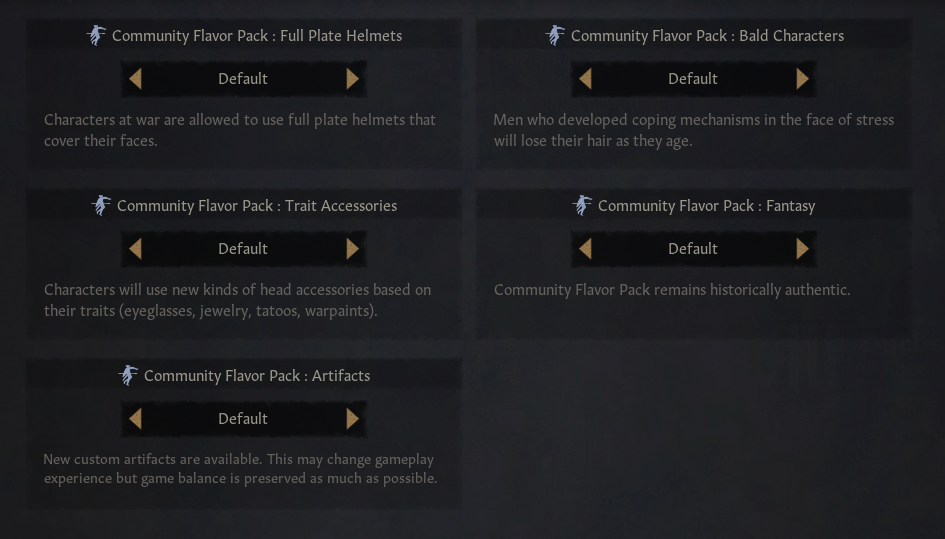 Community Flavor Pack : Full Plate Helmets
Default
Characters at war are allowed to use full plate helmets that
cover their faces.
Community Flavor Pack : Bald Characters
Default
Men who developed coping mechanisms in the face of stress
will lose their hair as they age.
Community Flavor Pack : Trait Accessories
Default
Characters will use new kinds of head accessories based on
their traits (eyeglasses, jewelry, tatoos, warpaints).
Community Flavor Pack : Fantasy
Default
Community Flavor Pack remains historically authentic.
Community Flavor Pack : Artifacts
Default
New custom artifacts are available. This may change gameplay
experience but game balance is preserved as much as possible.